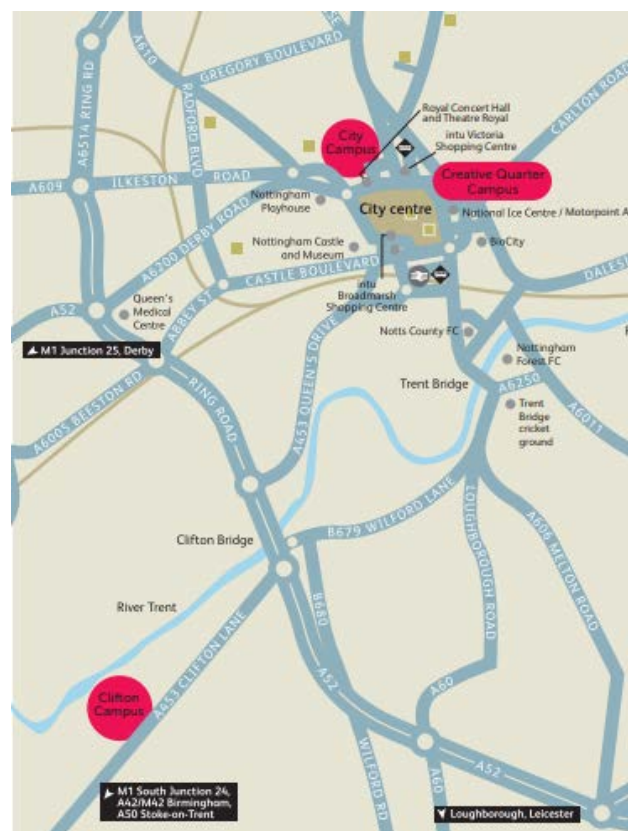 A610
GREGORY BOULEVARD
A6514 RING RD
RADFORD BLVD
CARLTON ROAD
Royal Concert Hall
and Theatre Royal
City
Campus
intu Victoria
Shopping Centre
Creative Quarter
Campus
A609
ILKESTON ROAD
Nottingham
Playhouse
City centre
National Ice Centre / Motorpoint A
A6200 DERBY ROAD
Nottingham Castle
and Museum
BioCity
CASTLE BOULEVARD
DALESI
intu
Broadmarsh
Shopping Centre
A52
Queen's
Medical
Centre
ABBEY ST
Notts County FC
M1 Junction 25, Derby
Nottingham
Forest FC
A453 QUEEN'S DRIVE
Trent Bridge
A6250
A6005 BEESTON RD
RING ROAD
Trent
Bridge
cricket
ground
A6011
B679 WILFORD LANE
LOUGHBOROUGH ROAD
A606 MELTON ROAD
Clifton Bridge
River Trent
B680
A453 CLIFTON LANE
A52
A60
Clifton
Campus
WILFORD RD
A60
A52
M1 South Junction 24,
A42/M42 Birmingham,
A50 Stoke-on-Trent
Loughborough, Leicester